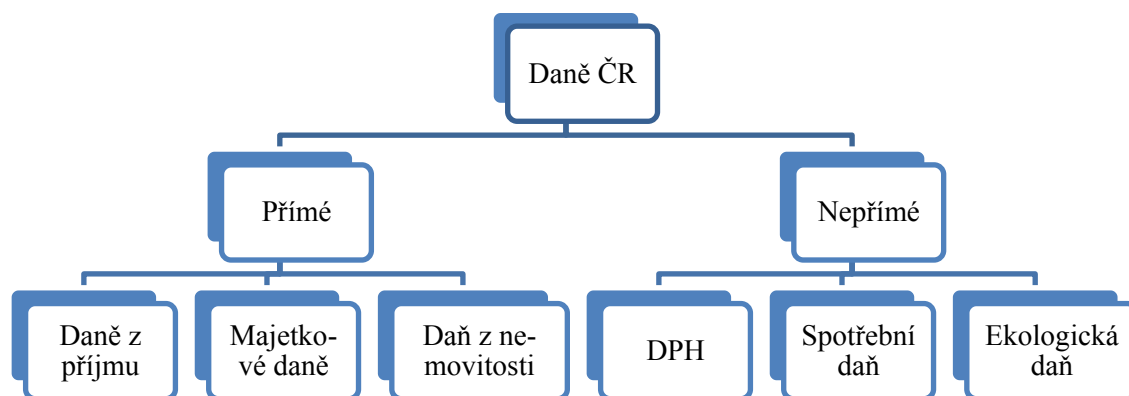 Daně ČR
Přímé
Nepřímé
Daně z
příjmu
Majetko-
vé daně
Daň z ne-
movitosti
DPH
Spotřební
daň
Ekologická
daň